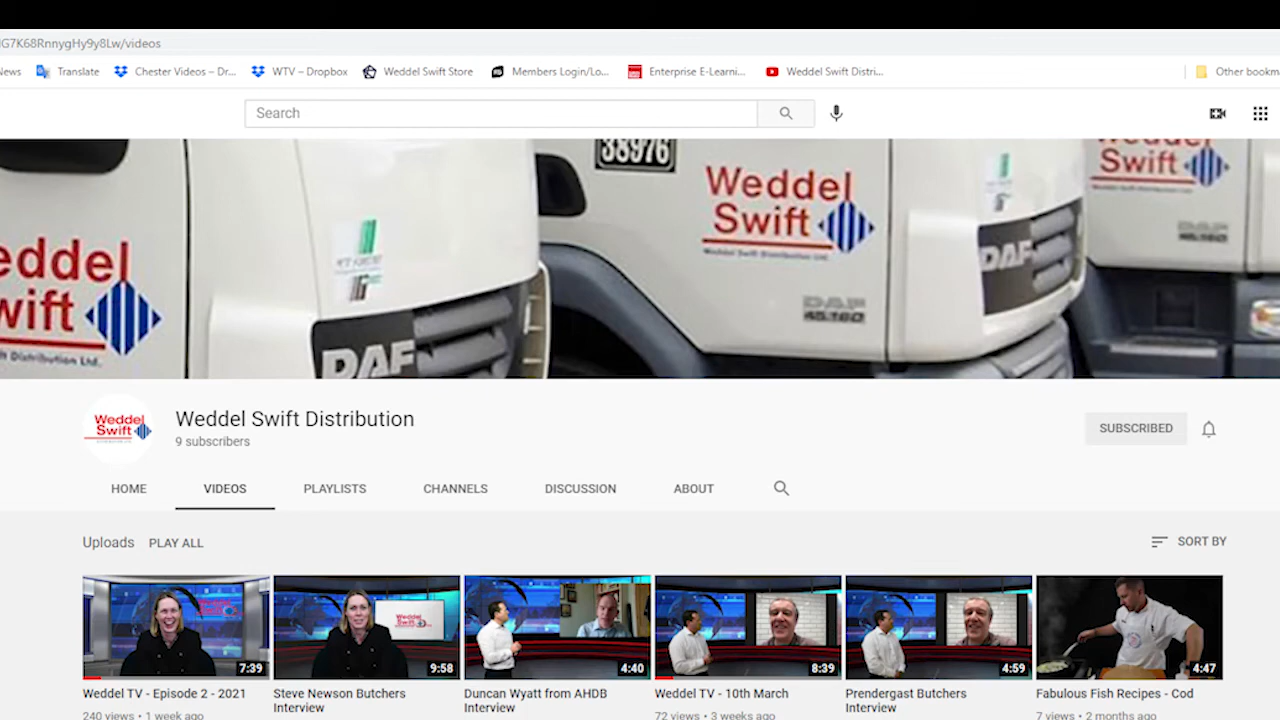 G7K68RnnygHy9y8Lw/videos
News Translate Chester Videos – Dr... WTV – Dropbox Weddel Swift Store Members Login/Lo... Enterprise E-Learni... Weddel Swift Distri... Other bookm
Search
38976
Weddel
Swift
Weddel Swift Distribution Ltd.
DAF
45.160
eddel
wift
ft Distribution Ltd.
DAF
Weddel
Swift
DAF
DAF
45.160
Weddel
Swift
Weddel Swift Distribution
9 subscribers
SUBSCRIBED
HOME VIDEOS PLAYLISTS CHANNELS DISCUSSION ABOUT
Uploads PLAY ALL
SORT BY
Weddel
Swift
7:39 9:58 4:40 8:39 4:59 4:47
Weddel TV - Episode 2 - 2021
240 views • 1 week ago
Steve Newson Butchers
Interview
Duncan Wyatt from AHDB
Interview
Weddel TV - 10th March
72 views • 3 weeks ago
Prendergast Butchers
Interview
Fabulous Fish Recipes - Cod
7 views • 2 months ago